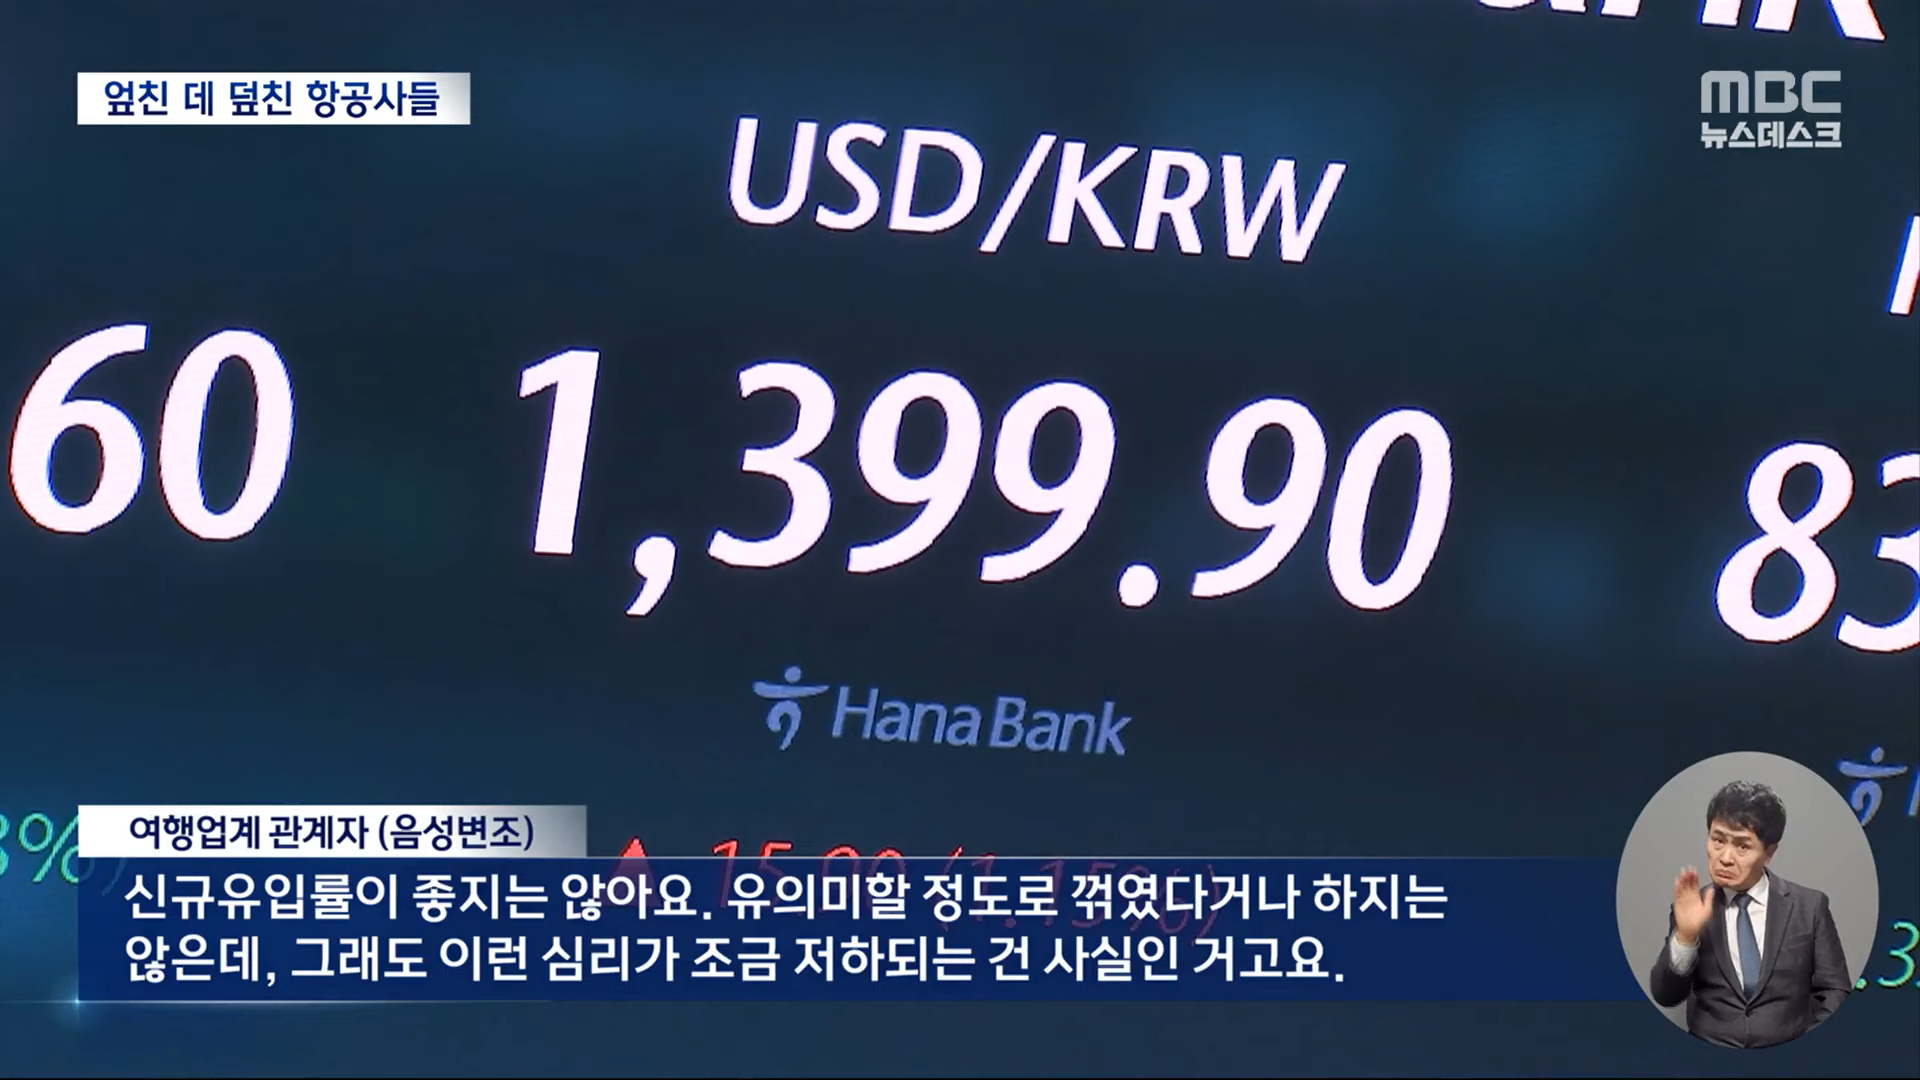 엎친 데 덮친 항공사들
MBC
뉴스데스크
USD/KRW
60
1,399.90
83
Hana Bank
▲ 15.90 (1.15%)
여행업계 관계자 (음성변조)
신규유입률이 좋지는 않아요. 유의미할 정도로 꺾였다거나 하지는
않은데, 그래도 이런 심리가 조금 저하되는 건 사실인 거고요.